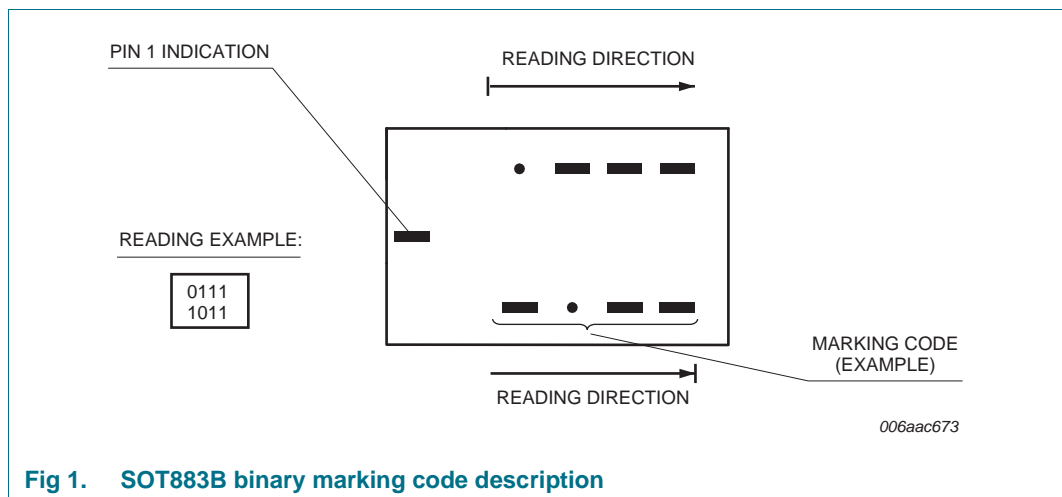 PIN 1 INDICATION
READING DIRECTION
READING EXAMPLE:
0111
1011
MARKING CODE
(EXAMPLE)
READING DIRECTION
006aac673
Fig 1. SOT883B binary marking code description